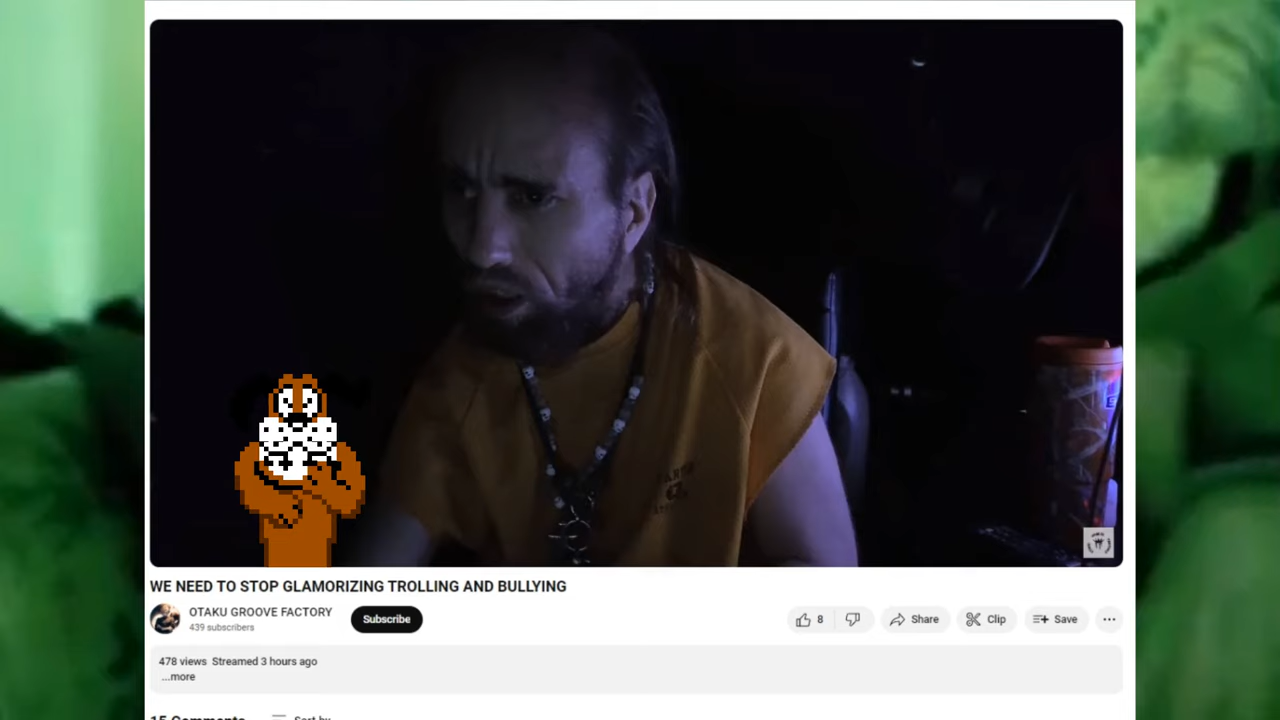 WE NEED TO STOP GLAMORIZING TROLLING AND BULLYING
OTAKU GROOVE FACTORY
439 subscribers
Subscribe
8
Share
Clip
Save
478 views Streamed 3 hours ago
...more
15 Comments
Sort by